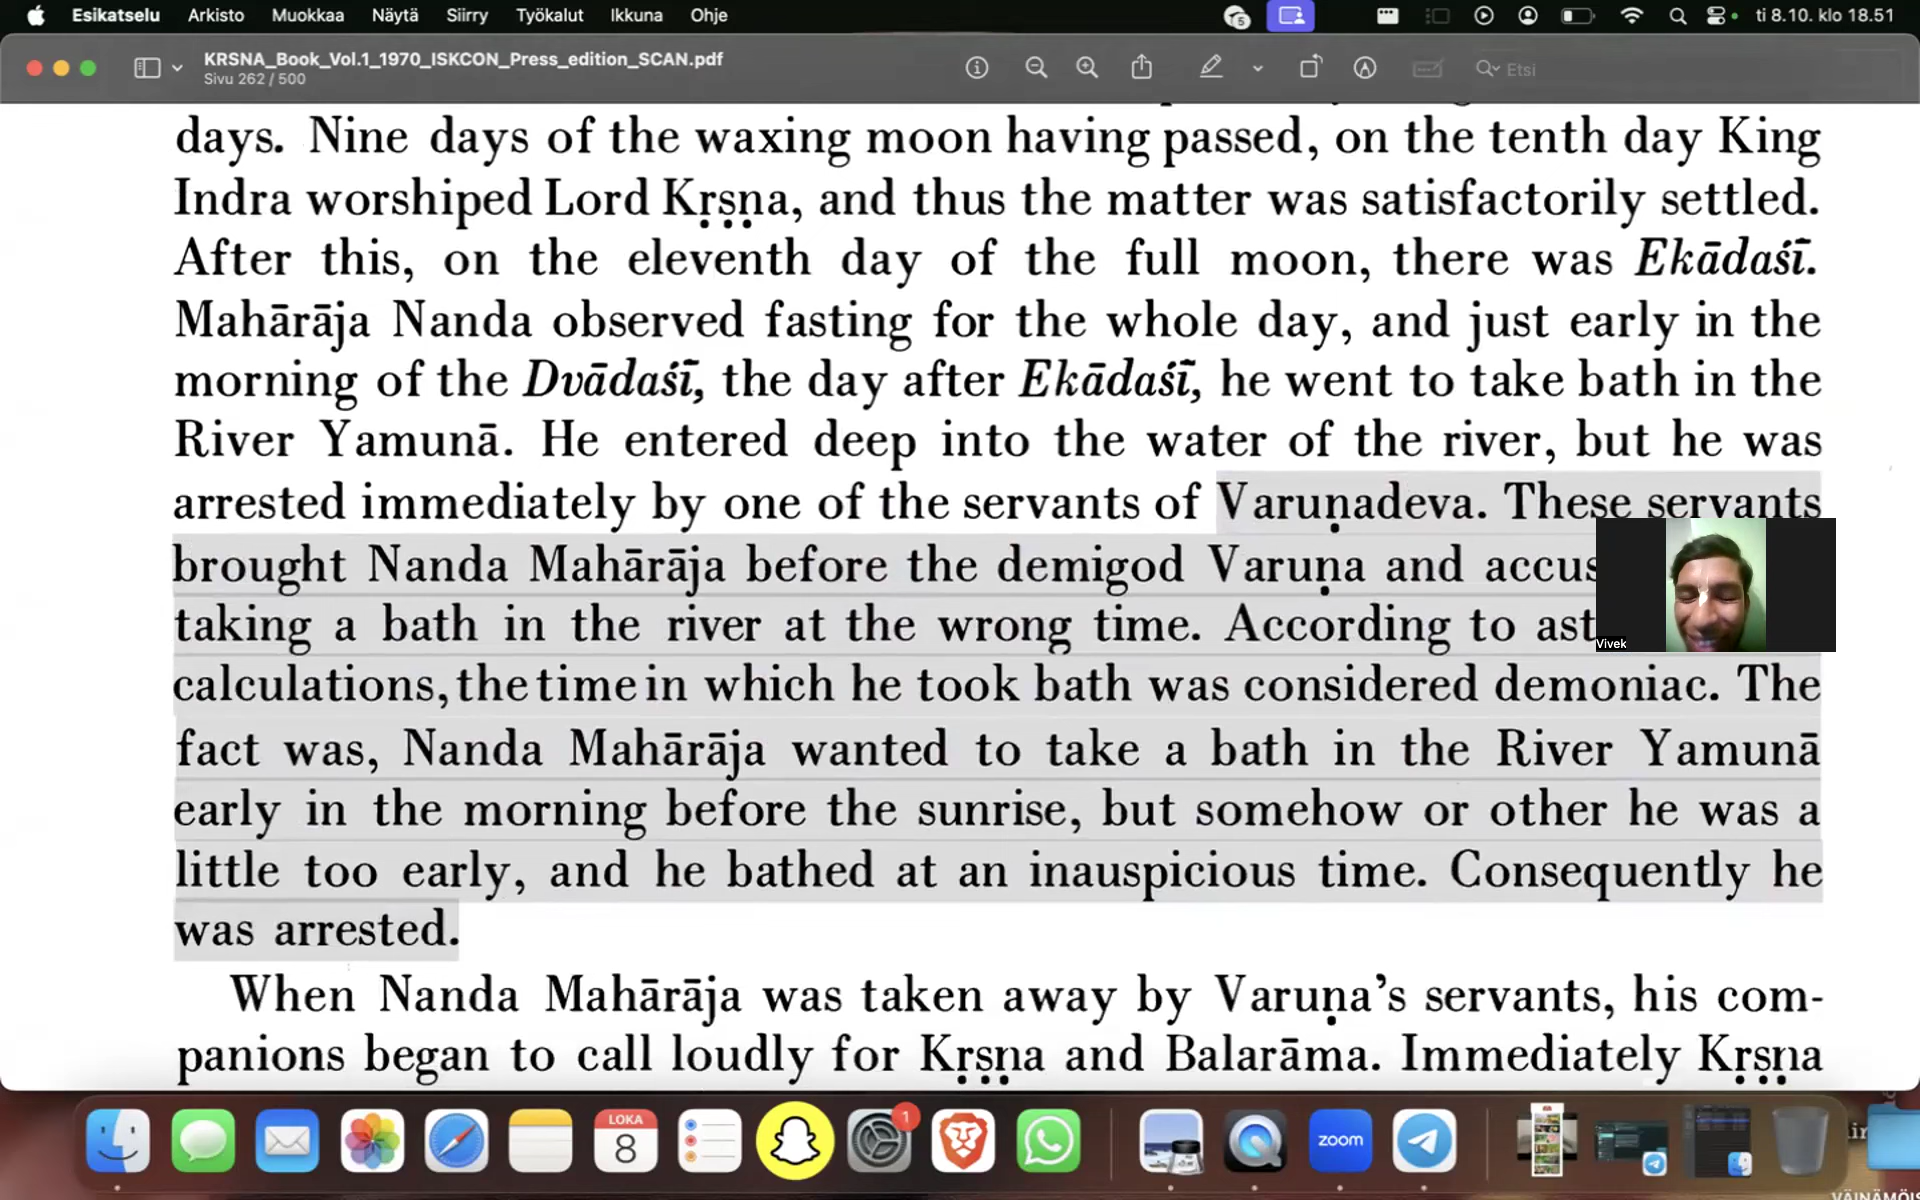 Esikatselu Arkisto Muokkaa Näytä Siirry Työkalut Ikkuna Ohje
5
ti 8.10. klo 18.51
KRSNA_Book_Vol.1_1970_ISKCON_Press_edition_SCAN.pdf
Sivu 262 / 500
Etsi
days. Nine days of the waxing moon having passed, on the tenth day King
Indra worshiped Lord Kṛṣṇa, and thus the matter was satisfactorily settled.
After this, on the eleventh day of the full moon, there was Ekādaśī.
Mahārāja Nanda observed fasting for the whole day, and just early in the
morning of the Dvādaśī, the day after Ekādaśī, he went to take bath in the
River Yamunā. He entered deep into the water of the river, but he was
arrested immediately by one of the servants of Varuṇadeva. These servants
brought Nanda Mahārāja before the demigod Varuṇa and accus
taking a bath in the river at the wrong time. According to ast
calculations, the time in which he took bath was considered demoniac. The
fact was, Nanda Mahārāja wanted to take a bath in the River Yamunā
early in the morning before the sunrise, but somehow or other he was a
little too early, and he bathed at an inauspicious time. Consequently he
was arrested.
When Nanda Mahārāja was taken away by Varuṇa's servants, his com-
panions began to call loudly for Kṛṣṇa and Balarāma. Immediately Kṛṣṇa
Vivek
LOKA
8
1
zoom